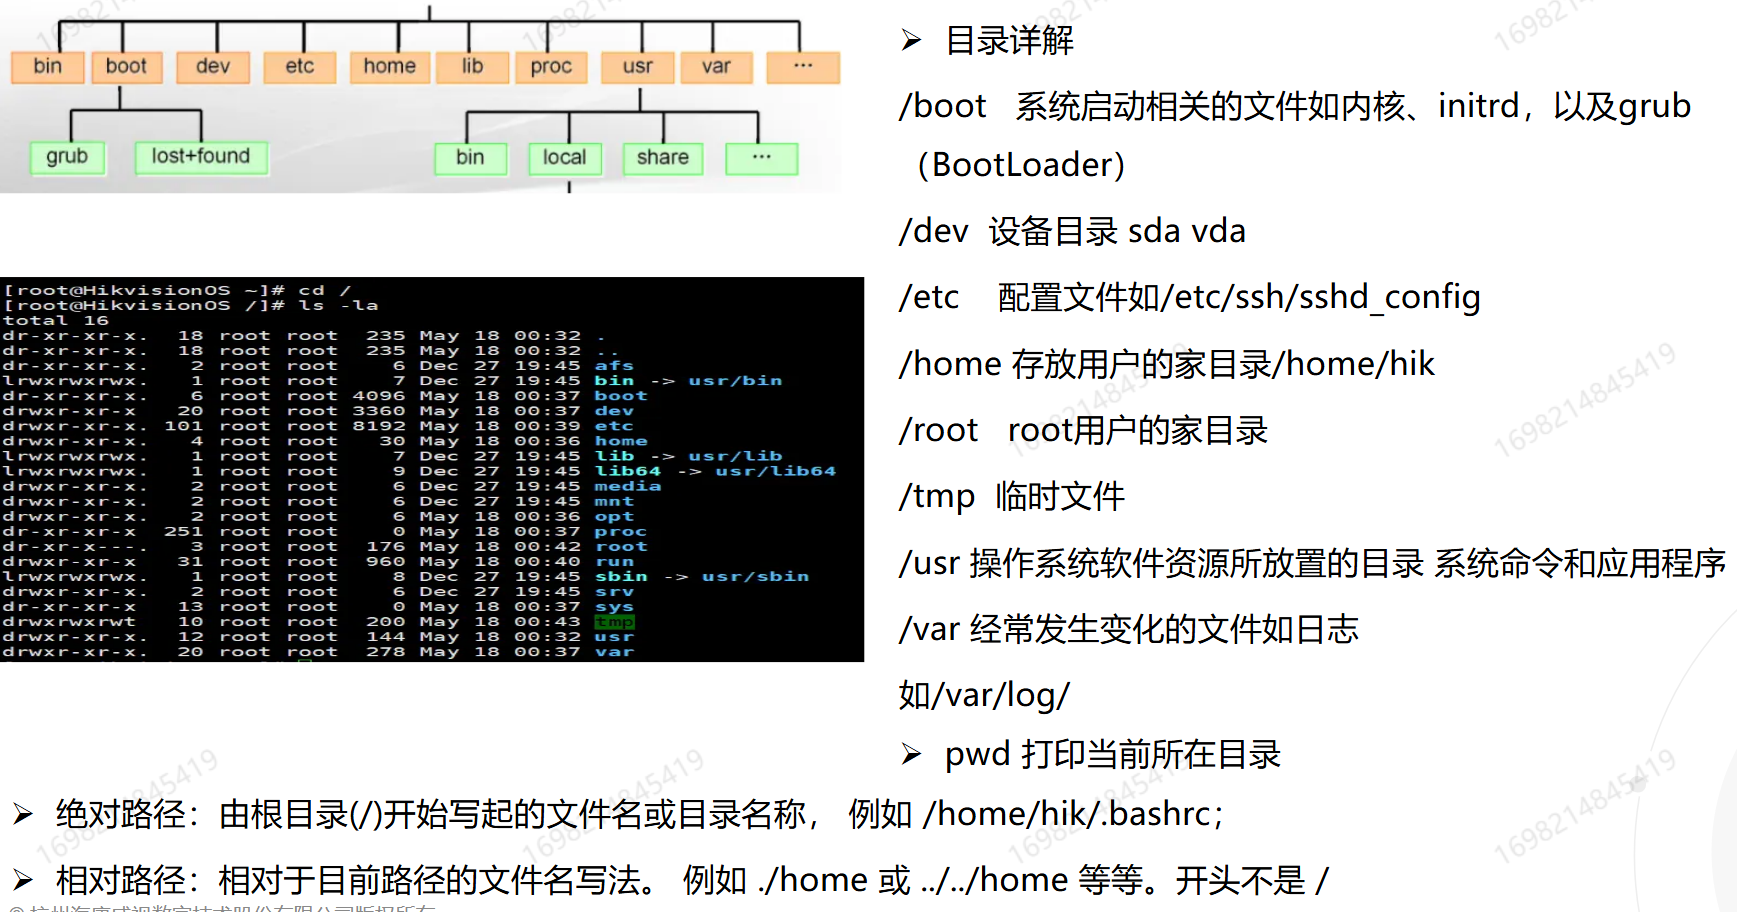 bin boot dev etc home lib proc usr var ...
grub lost+found bin local share ...
[root@HikvisionOS ~]# cd /
[root@HikvisionOS /]# ls -la
total 16
dr-xr-xr-x. 18 root root 235 May 18 00:32 .
dr-xr-xr-x. 18 root root 235 May 18 00:32 ..
dr-xr-xr-x. 2 root root 6 Dec 27 19:45 afs
lrwxrwxrwx. 1 root root 7 Dec 27 19:45 bin -> usr/bin
dr-xr-xr-x. 6 root root 4096 May 18 00:37 boot
drwxr-xr-x 20 root root 3360 May 18 00:37 dev
drwxr-xr-x. 101 root root 8192 May 18 00:39 etc
drwxr-xr-x. 4 root root 30 May 18 00:36 home
lrwxrwxrwx. 1 root root 7 Dec 27 19:45 lib -> usr/lib
lrwxrwxrwx. 1 root root 9 Dec 27 19:45 lib64 -> usr/lib64
drwxr-xr-x. 2 root root 6 Dec 27 19:45 media
drwxr-xr-x. 2 root root 6 Dec 27 19:45 mnt
drwxr-xr-x. 2 root root 6 May 18 00:36 opt
dr-xr-xr-x 251 root root 0 May 18 00:37 proc
dr-xr-x---. 3 root root 176 May 18 00:42 root
drwxr-xr-x 31 root root 960 May 18 00:40 run
lrwxrwxrwx. 1 root root 8 Dec 27 19:45 sbin -> usr/sbin
drwxr-xr-x. 2 root root 6 Dec 27 19:45 srv
dr-xr-xr-x 13 root root 0 May 18 00:37 sys
drwxrwxrwt 10 root root 200 May 18 00:43 tmp
drwxr-xr-x. 12 root root 144 May 18 00:32 usr
drwxr-xr-x. 20 root root 278 May 18 00:37 var
➢ 目录详解
/boot 系统启动相关的文件如内核、initrd，以及grub
（BootLoader）
/dev 设备目录 sda vda
/etc 配置文件如/etc/ssh/sshd_config
/home 存放用户的家目录/home/hik
/root root用户的家目录
/tmp 临时文件
/usr 操作系统软件资源所放置的目录 系统命令和应用程序
/var 经常发生变化的文件如日志
如/var/log/
➢ pwd 打印当前所在目录
➢ 绝对路径：由根目录(/)开始写起的文件名或目录名称， 例如 /home/hik/.bashrc；
➢ 相对路径：相对于目前路径的文件名写法。 例如 ./home 或 ../../home 等等。开头不是 /
1698214845419